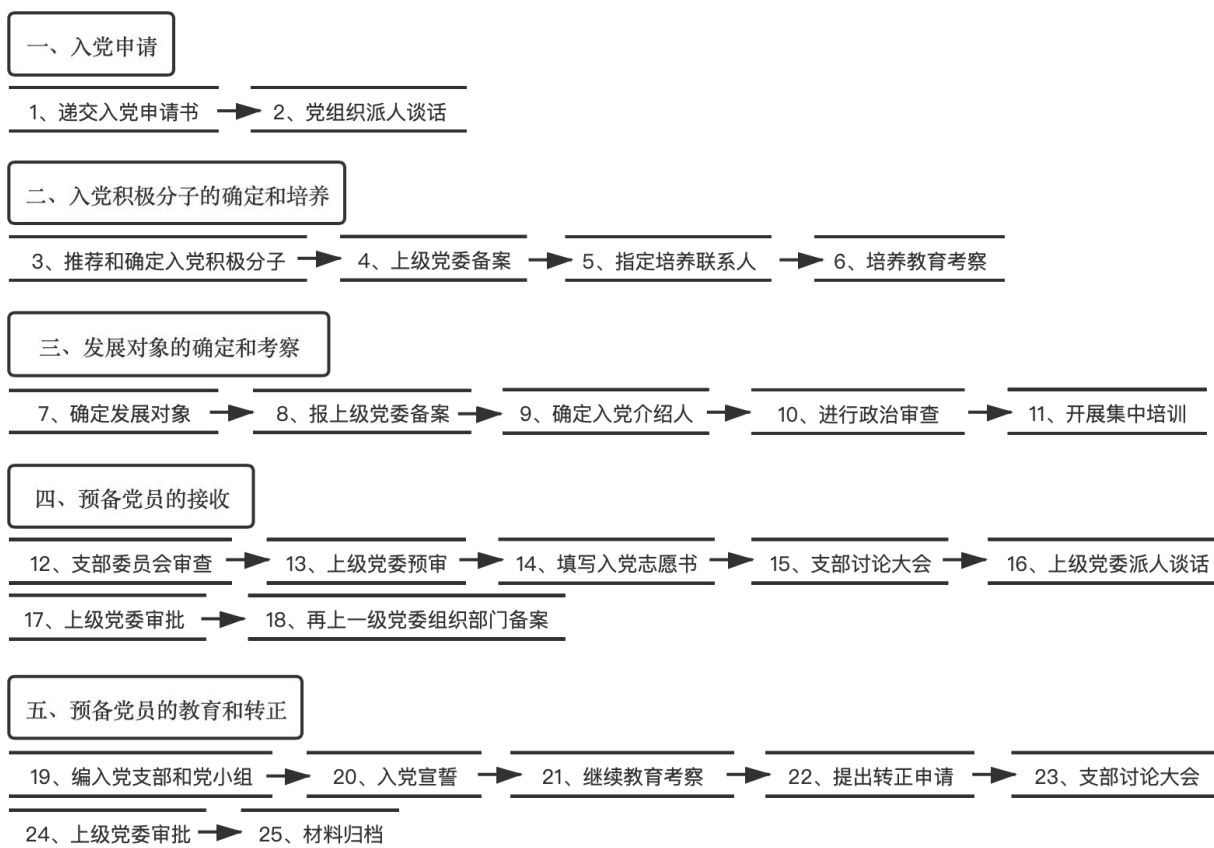 一、入党申请
1、递交入党申请书 2、党组织派人谈话
二、入党积极分子的确定和培养
3、推荐和确定入党积极分子 4、上级党委备案 5、指定培养联系人 6、培养教育考察
三、发展对象的确定和考察
7、确定发展对象 8、报上级党委备案 9、确定入党介绍人 10、进行政治审查 11、开展集中培训
四、预备党员的接收
12、支部委员会审查 13、上级党委预审 14、填写入党志愿书 15、支部讨论大会 16、上级党委派人谈话
17、上级党委审批 18、再上一级党委组织部门备案
五、预备党员的教育和转正
19、编入党支部和党小组 20、入党宣誓 21、继续教育考察 22、提出转正申请 23、支部讨论大会
24、上级党委审批 25、材料归档